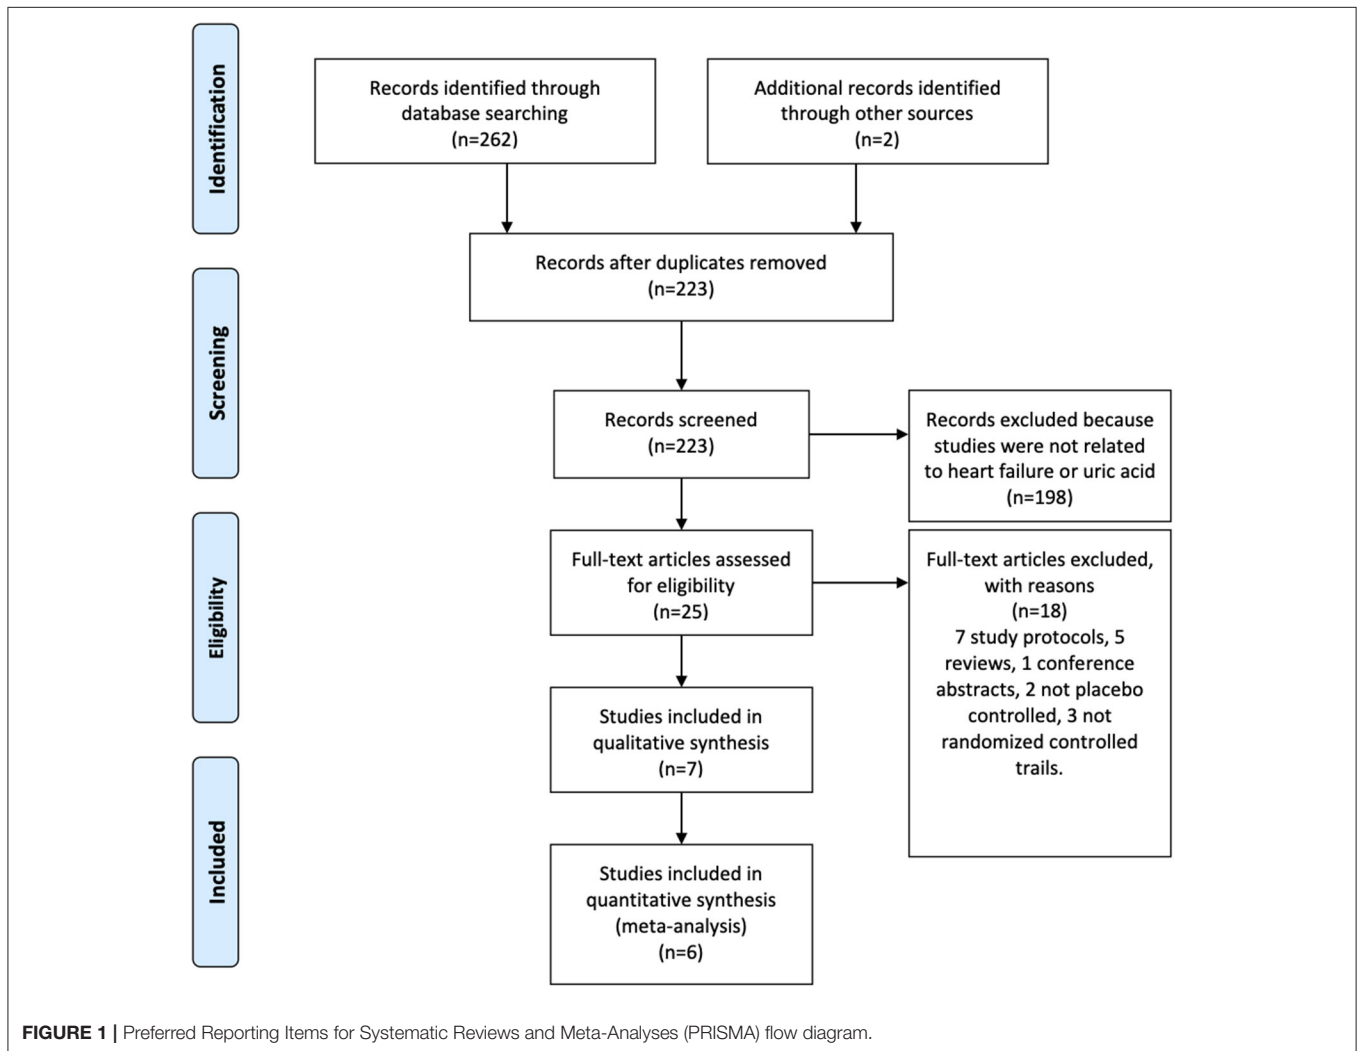 Identification
Records identified through
database searching
(n=262)
Additional records identified
through other sources
(n=2)
Records after duplicates removed
(n=223)
Screening
Records screened
(n=223)
Records excluded because
studies were not related
to heart failure or uric acid
(n=198)
Eligibility
Full-text articles assessed
for eligibility
(n=25)
Full-text articles excluded,
with reasons
(n=18)
7 study protocols, 5
reviews, 1 conference
abstracts, 2 not placebo
controlled, 3 not
randomized controlled
trails.
Studies included in
qualitative synthesis
(n=7)
Included
Studies included in
quantitative synthesis
(meta-analysis)
(n=6)
FIGURE 1 | Preferred Reporting Items for Systematic Reviews and Meta-Analyses (PRISMA) flow diagram.